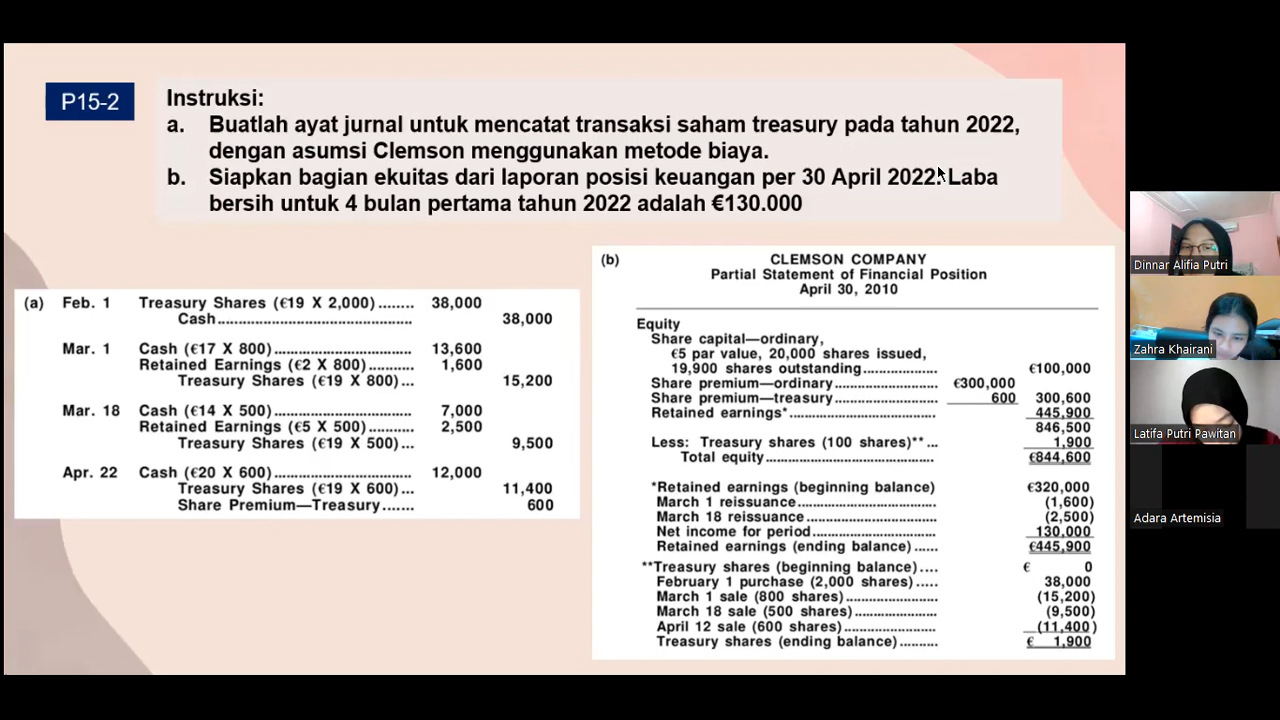 P15-2
Instruksi:
a. Buatlah ayat jurnal untuk mencatat transaksi saham treasury pada tahun 2022,
dengan asumsi Clemson menggunakan metode biaya.
b. Siapkan bagian ekuitas dari laporan posisi keuangan per 30 April 2022. Laba
bersih untuk 4 bulan pertama tahun 2022 adalah €130.000
(a) Feb. 1 Treasury Shares (€19 X 2,000)........ 38,000
Cash............................................ 38,000
Mar. 1 Cash (€17 X 800)................................ 13,600
Retained Earnings (€2 X 800)........... 1,600
Treasury Shares (€19 X 800)... 15,200
Mar. 18 Cash (€14 X 500)................................ 7,000
Retained Earnings (€5 X 500)........... 2,500
Treasury Shares (€19 X 500)... 9,500
Apr. 22 Cash (€20 X 600)................................ 12,000
Treasury Shares (€19 X 600)... 11,400
Share Premium—Treasury....... 600
(b) CLEMSON COMPANY
Partial Statement of Financial Position
April 30, 2010
Equity
Share capital—ordinary,
€5 par value, 20,000 shares issued,
19,900 shares outstanding.................. €100,000
Share premium—ordinary......................... €300,000
Share premium—treasury......................... 600 300,600
Retained earnings*.................................... 445,900
846,500
Less: Treasury shares (100 shares)**... 1,900
Total equity.......................................... €844,600
*Retained earnings (beginning balance) €320,000
March 1 reissuance................................... (1,600)
March 18 reissuance................................. (2,500)
Net income for period............................... 130,000
Retained earnings (ending balance)...... €445,900
**Treasury shares (beginning balance).... € 0
February 1 purchase (2,000 shares)..... 38,000
March 1 sale (800 shares)....................... (15,200)
March 18 sale (500 shares)..................... (9,500)
April 12 sale (600 shares)....................... (11,400)
Treasury shares (ending balance).......... € 1,900
Dinnar Alifia Putri
Zahra Khairani
Latifa Putri Pawitan
Adara Artemisia